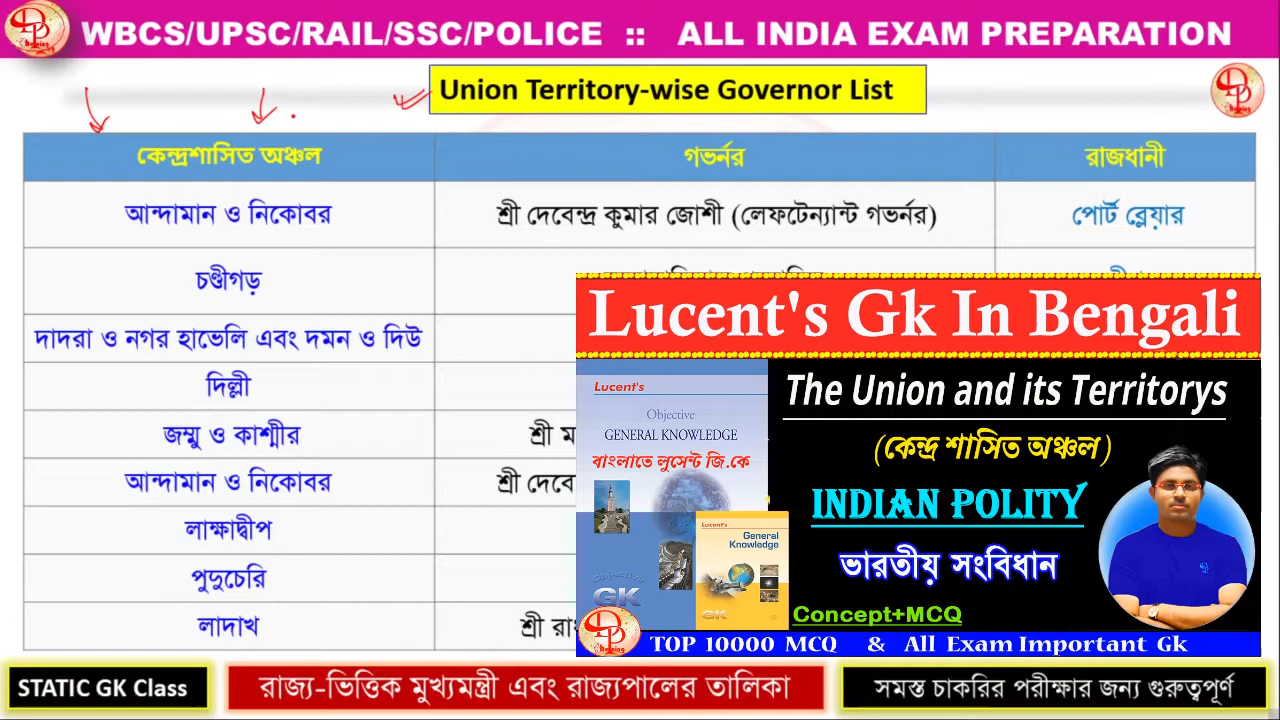 WBCS/UPSC/RAIL/SSC/POLICE :: ALL INDIA EXAM PREPARATION
Union Territory-wise Governor List
কেন্দ্রশাসিত অঞ্চল গভর্নর রাজধানী
আন্দামান ও নিকোবর শ্রী দেবেন্দ্র কুমার জোশী (লেফটেন্যান্ট গভর্নর) পোর্ট ব্লেয়ার
চণ্ডীগড়
দাদরা ও নগর হাভেলি এবং দমন ও দিউ
দিল্লী
জম্মু ও কাশ্মীর শ্রী ম
আন্দামান ও নিকোবর শ্রী দেবে
লাক্ষাদ্বীপ
পুদুচেরি
লাদাখ শ্রী রা
Lucent's Gk In Bengali
Lucent's
Objective
GENERAL KNOWLEDGE
বাংলাতে লুসেন্ট জি.কে
Lucent's
General
Knowledge
GK
Objective
GK
The Union and its Territorys
(কেন্দ্র শাসিত অঞ্চল)
INDIAN POLITY
ভারতীয় সংবিধান
Concept+MCQ
TOP 10000 MCQ & All Exam Important Gk
STATIC GK Class
রাজ্য-ভিত্তিক মুখ্যমন্ত্রী এবং রাজ্যপালের তালিকা
সমস্ত চাকরির পরীক্ষার জন্য গুরুত্বপূর্ণ